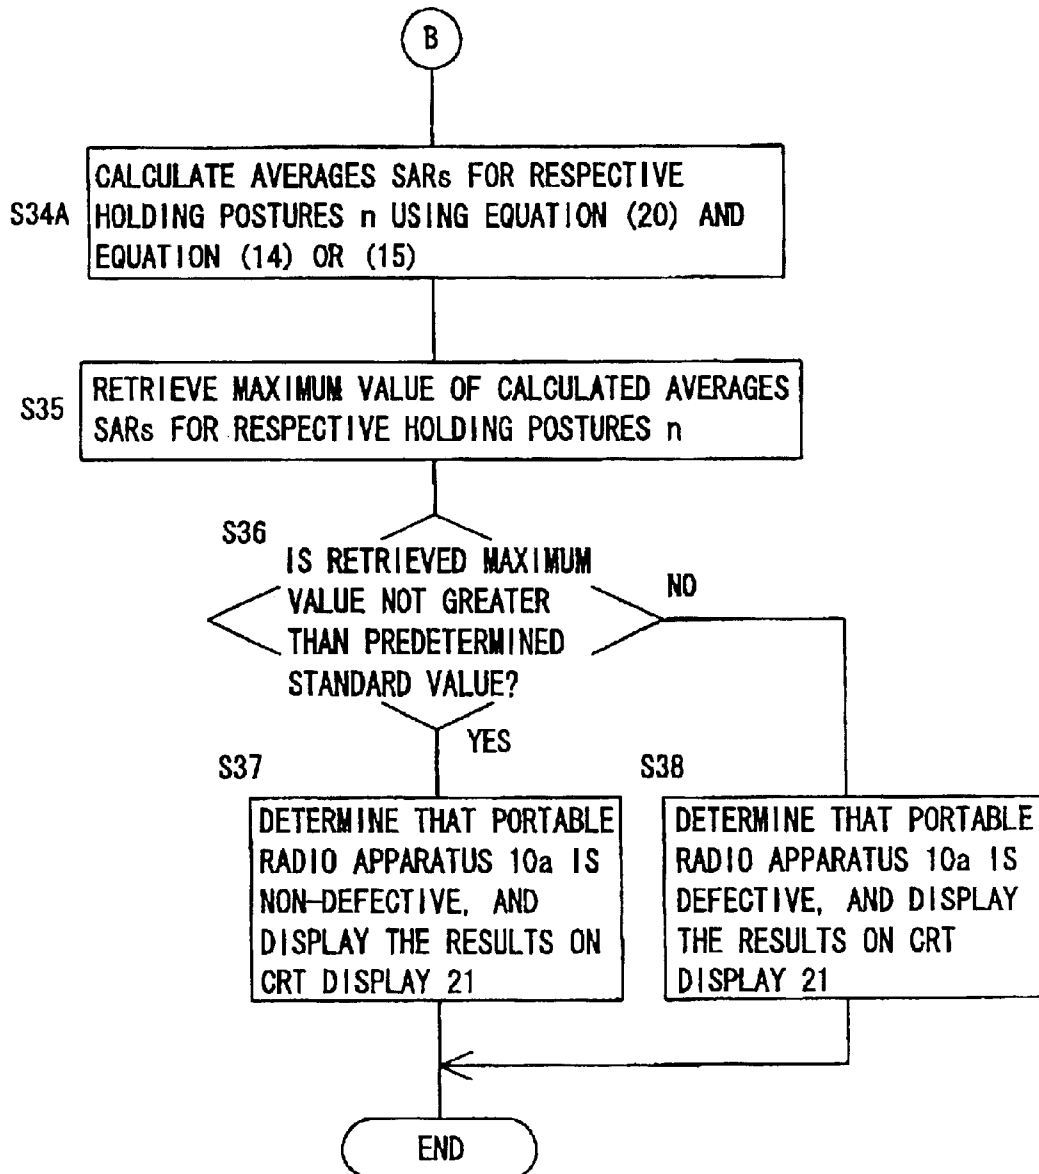 B
S34A
CALCULATE AVERAGES SARs FOR RESPECTIVE
HOLDING POSTURES n USING EQUATION (20) AND
EQUATION (14) OR (15)
S35
RETRIEVE MAXIMUM VALUE OF CALCULATED AVERAGES
SARs FOR RESPECTIVE HOLDING POSTURES n
S36
IS RETRIEVED MAXIMUM
VALUE NOT GREATER
THAN PREDETERMINED
STANDARD VALUE?
NO
YES
S37
DETERMINE THAT PORTABLE
RADIO APPARATUS 10a IS
NON-DEFECTIVE, AND
DISPLAY THE RESULTS ON
CRT DISPLAY 21
S38
DETERMINE THAT PORTABLE
RADIO APPARATUS 10a IS
DEFECTIVE, AND DISPLAY
THE RESULTS ON CRT
DISPLAY 21
END